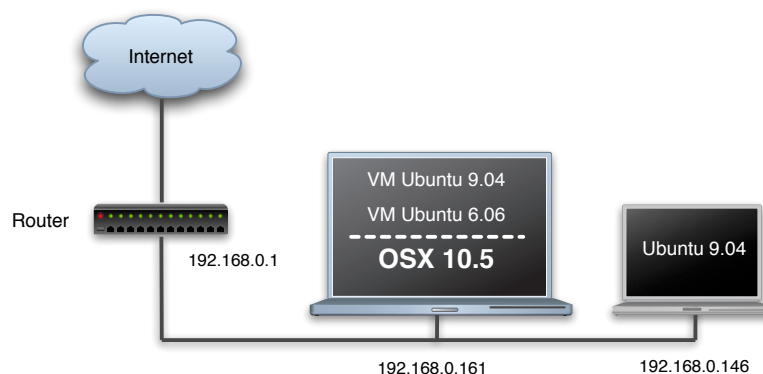 Internet
Router
192.168.0.1
VM Ubuntu 9.04
VM Ubuntu 6.06
OSX 10.5
192.168.0.161
Ubuntu 9.04
192.168.0.146